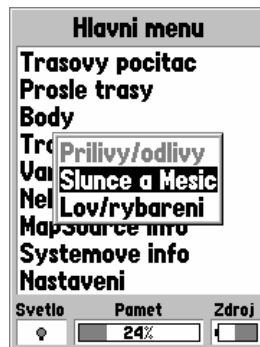 Hlavni menu
Trasovy pocitac
Prosle trasy
Body
Prilivy/odlivy
Slunce a Mesic
Lov/rybareni
MapSource info
Systemove info
Nastaveni
Svetlo Pamet Zdroj
24%